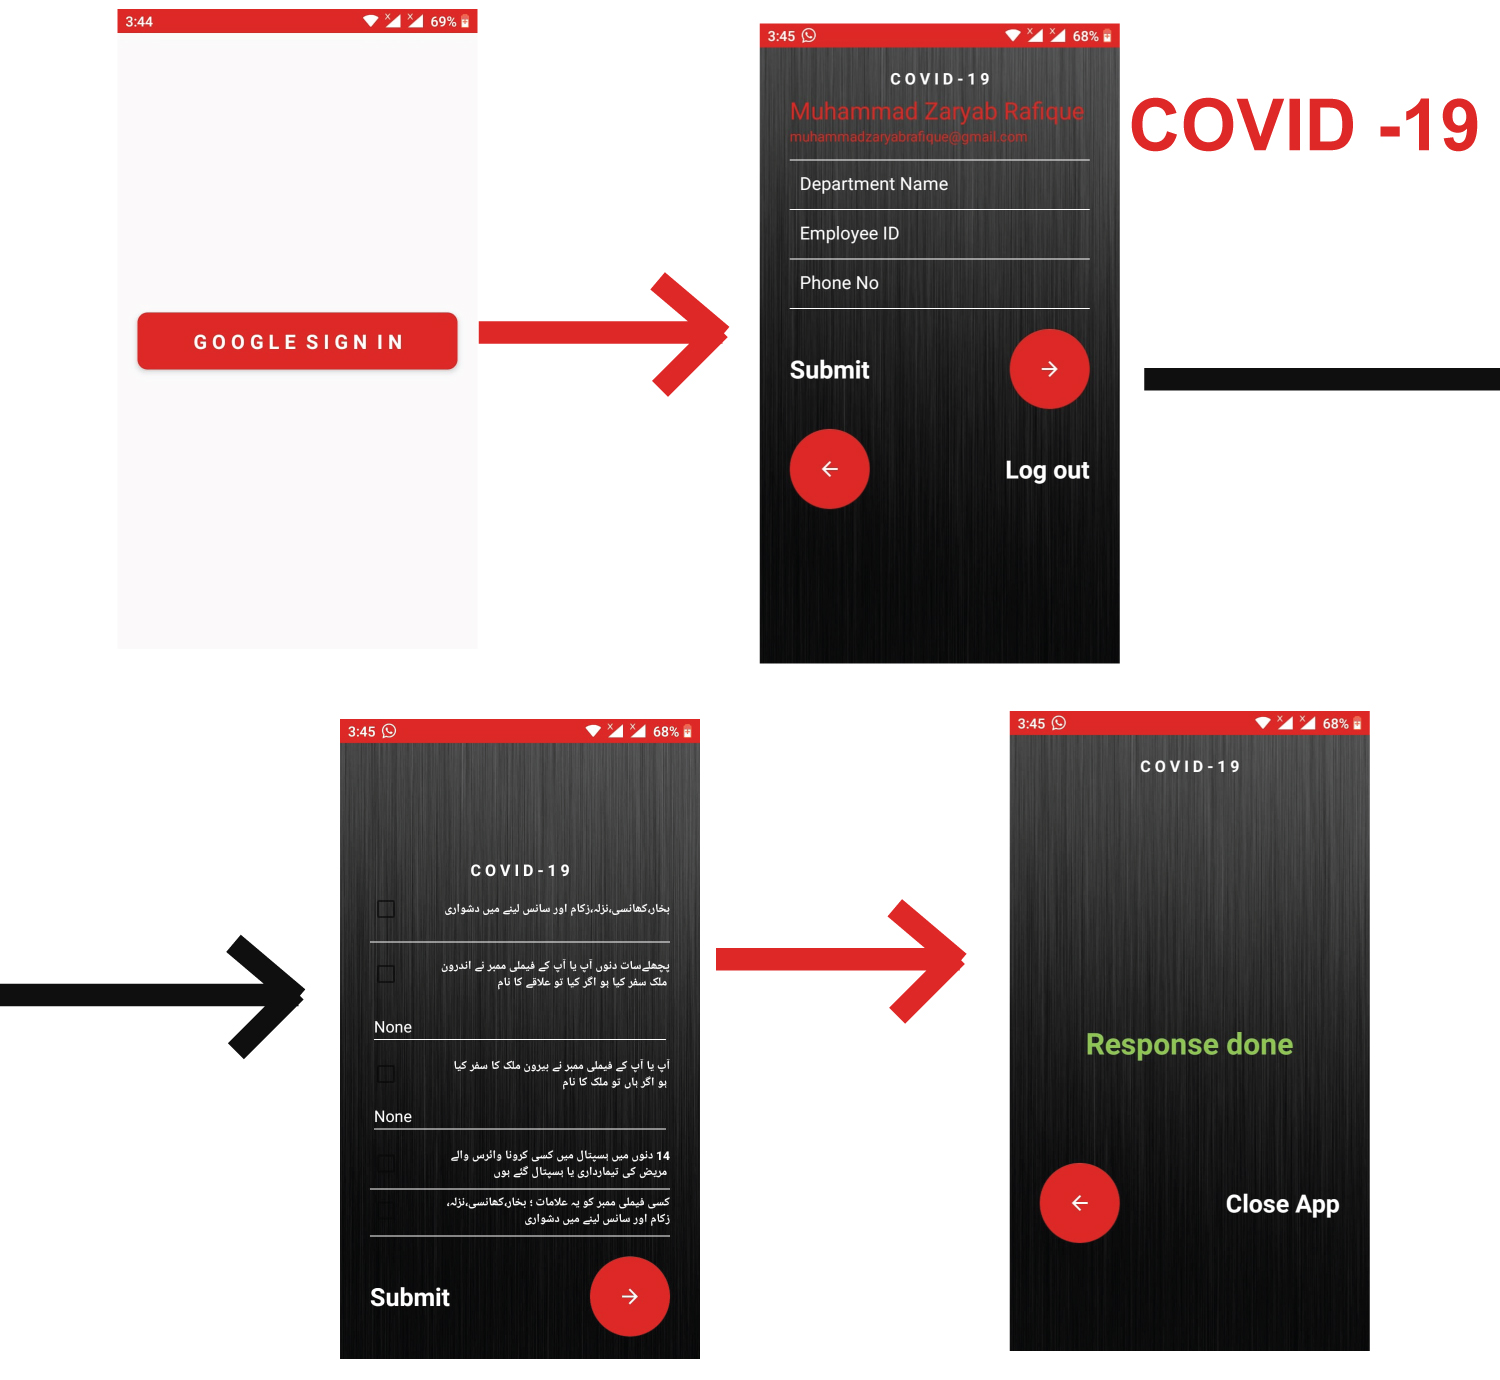 3:44
69%
GOOGLE SIGN IN
3:45
68%
COVID-19
Muhammad Zaryab Rafique
muhammadzaryabrafique@gmail.com
Department Name
Employee ID
Phone No
Submit
Log out
COVID -19
3:45
68%
COVID-19
بخار،کھانسی،نزلہ،زکام اور سانس لینے میں دشواری
پچھلےسات دنوں آپ یا آپ کے فیملی ممبر نے اندرون
ملک سفر کیا ہو اگر کیا تو علاقے کا نام
None
آپ یا آپ کے فیملی ممبر نے بیرون ملک کا سفر کیا
ہو اگر ہاں تو ملک کا نام
None
14 دنوں میں ہسپتال میں کسی کرونا وائرس والے
مریض کی تیمارداری یا ہسپتال گئے ہوں
کسی فیملی ممبر کو یہ علامات ؛ بخار،کھانسی،نزلہ،
زکام اور سانس لینے میں دشواری
Submit
3:45
68%
COVID-19
Response done
Close App